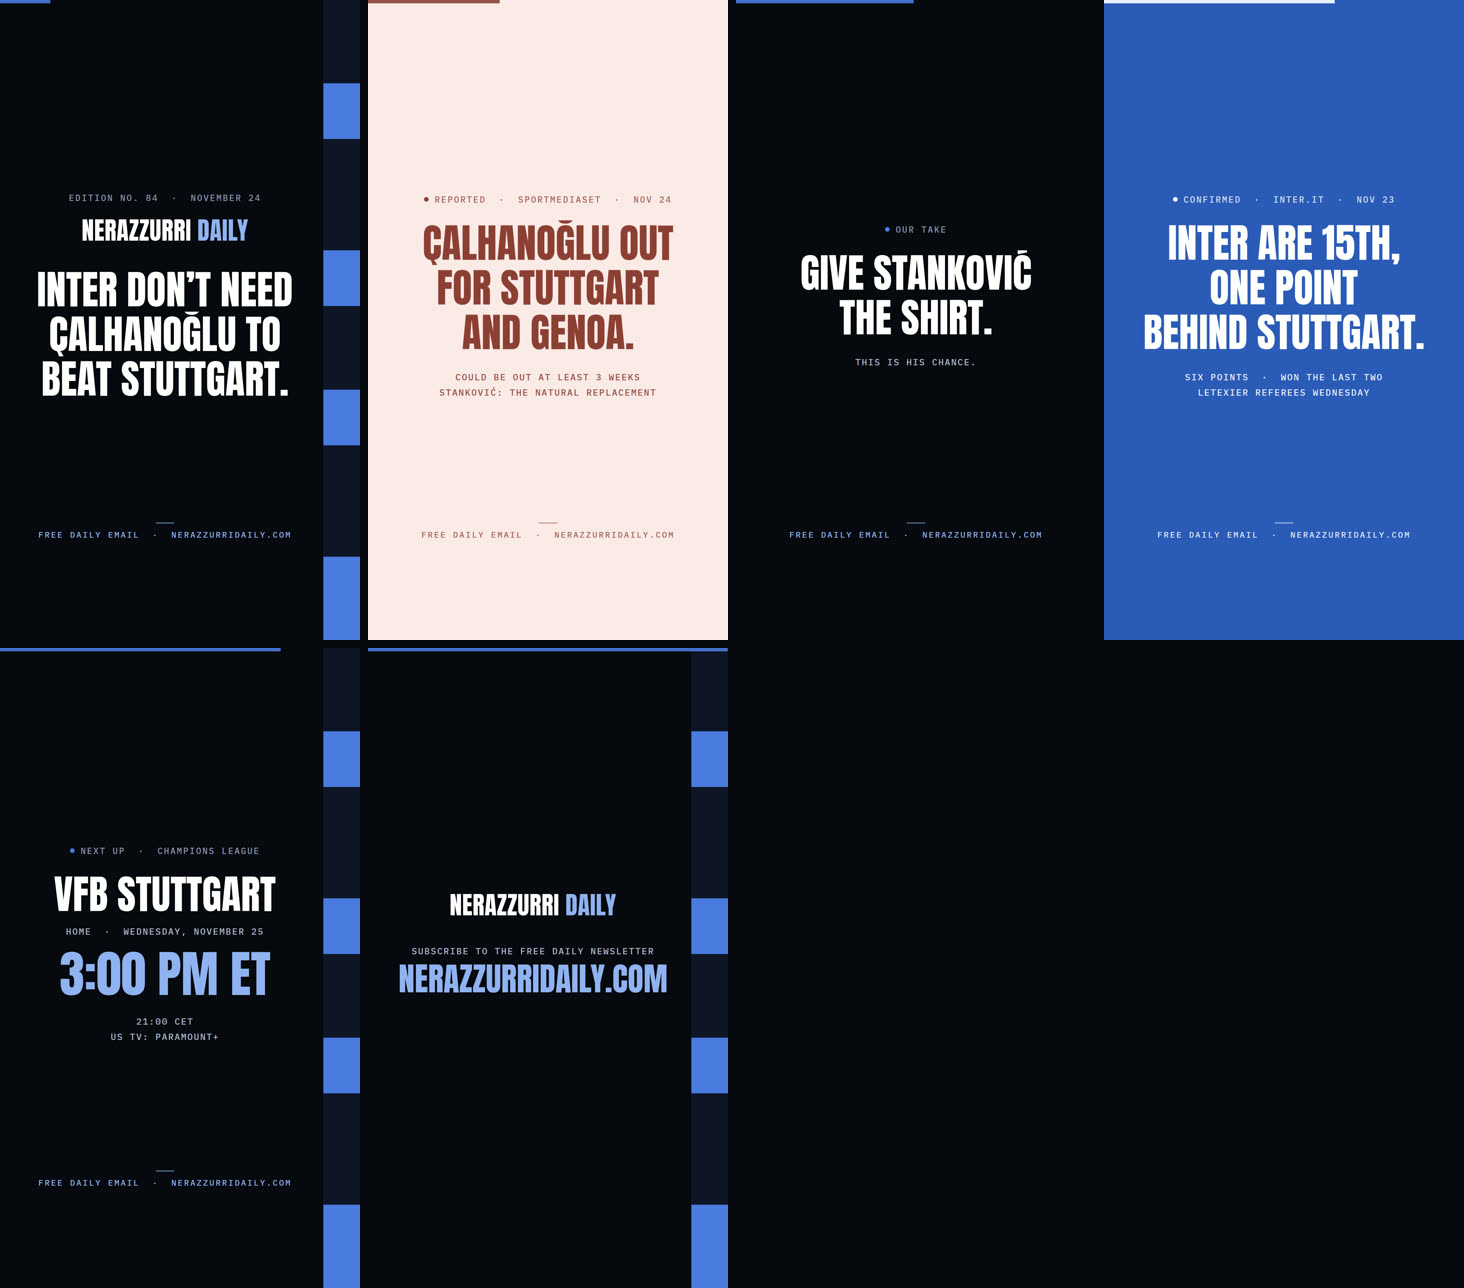 EDITION NO. 84 · NOVEMBER 24
NERAZZURRI DAILY
INTER DON’T NEED
ÇALHANOĞLU TO
BEAT STUTTGART.
FREE DAILY EMAIL · NERAZZURRIDAILY.COM
REPORTED · SPORTMEDIASET · NOV 24
ÇALHANOĞLU OUT
FOR STUTTGART
AND GENOA.
COULD BE OUT AT LEAST 3 WEEKS
STANKOVIĆ: THE NATURAL REPLACEMENT
FREE DAILY EMAIL · NERAZZURRIDAILY.COM
OUR TAKE
GIVE STANKOVIĆ
THE SHIRT.
THIS IS HIS CHANCE.
FREE DAILY EMAIL · NERAZZURRIDAILY.COM
CONFIRMED · INTER.IT · NOV 23
INTER ARE 15TH,
ONE POINT
BEHIND STUTTGART.
SIX POINTS · WON THE LAST TWO
LETEXIER REFEREES WEDNESDAY
FREE DAILY EMAIL · NERAZZURRIDAILY.COM
NEXT UP · CHAMPIONS LEAGUE
VFB STUTTGART
HOME · WEDNESDAY, NOVEMBER 25
3:00 PM ET
21:00 CET
US TV: PARAMOUNT+
FREE DAILY EMAIL · NERAZZURRIDAILY.COM
NERAZZURRI DAILY
SUBSCRIBE TO THE FREE DAILY NEWSLETTER
NERAZZURRIDAILY.COM